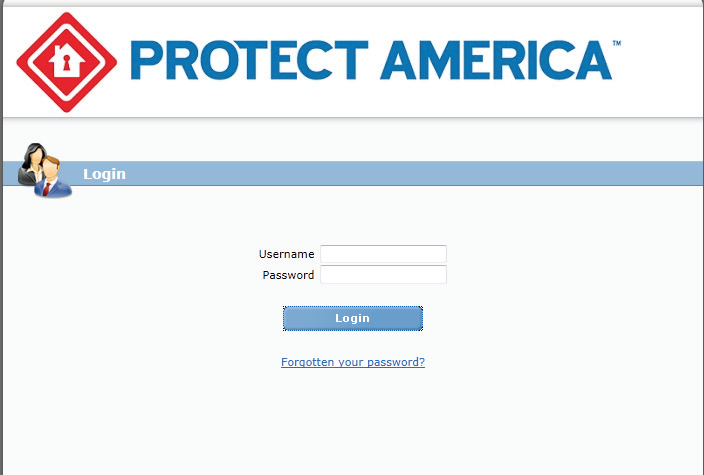 PROTECT AMERICA™
Login
Username
Password
Login
Forgotten your password?